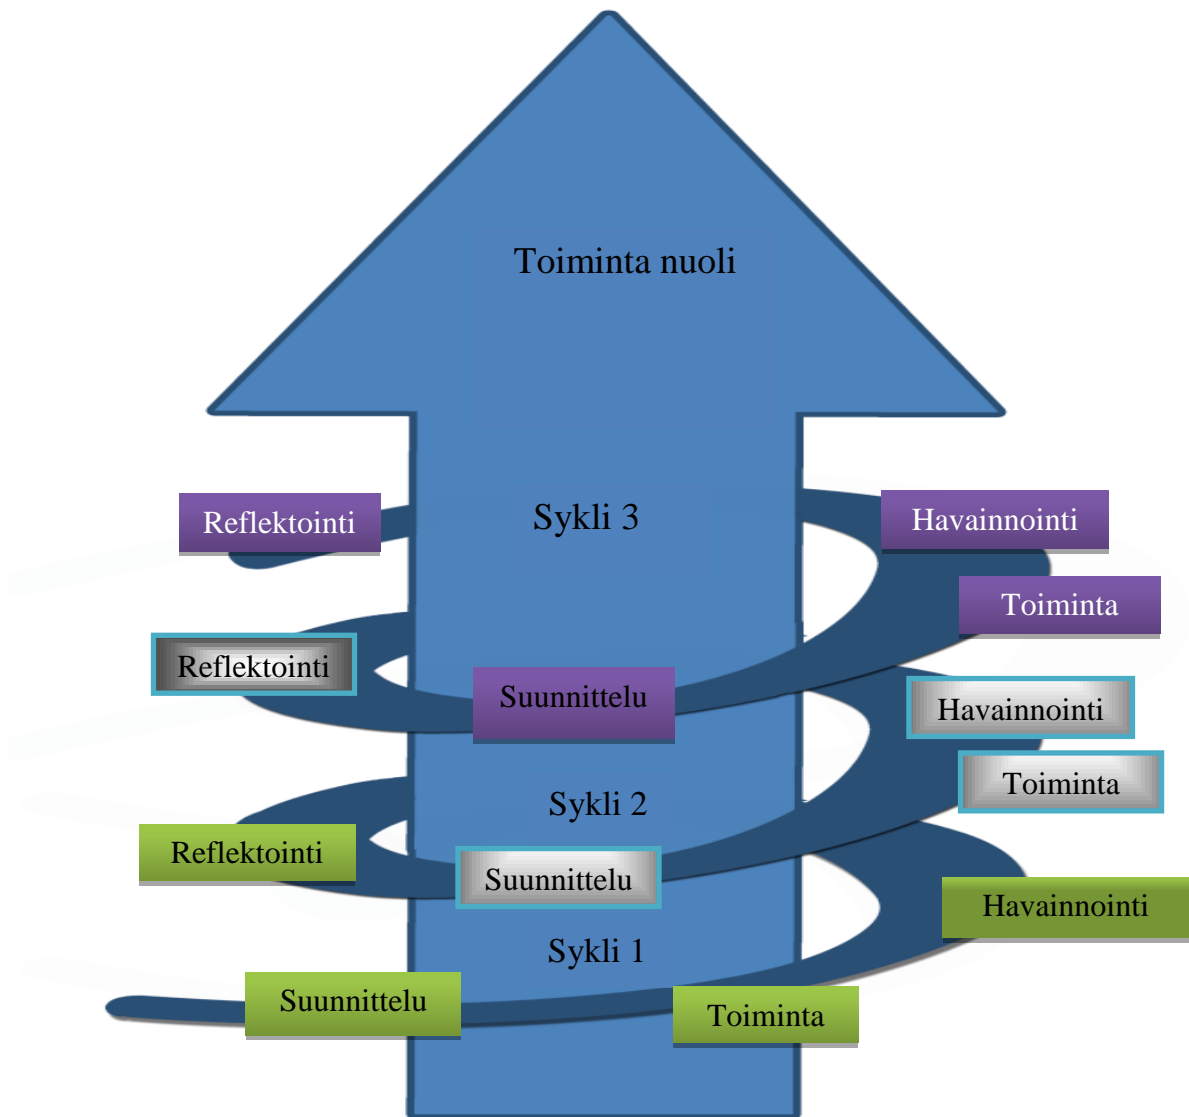 Toiminta nuoli
Reflektointi
Sykli 3
Havainnointi
Toiminta
Reflektointi
Suunnittelu
Havainnointi
Toiminta
Sykli 2
Reflektointi
Suunnittelu
Havainnointi
Sykli 1
Suunnittelu
Toiminta